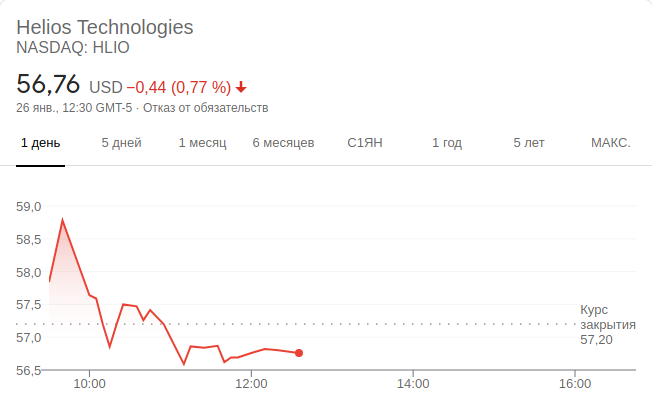 Helios Technologies
NASDAQ: HLIO
56,76 USD −0,44 (0,77 %)
26 янв., 12:30 GMT-5 · Отказ от обязательств
1 день 5 дней 1 месяц 6 месяцев С1ЯН 1 год 5 лет МАКС.
59,0
58,5
58,0
57,5
57,0
56,5
Курс
закрытия
57,20
10:00 12:00 14:00 16:00